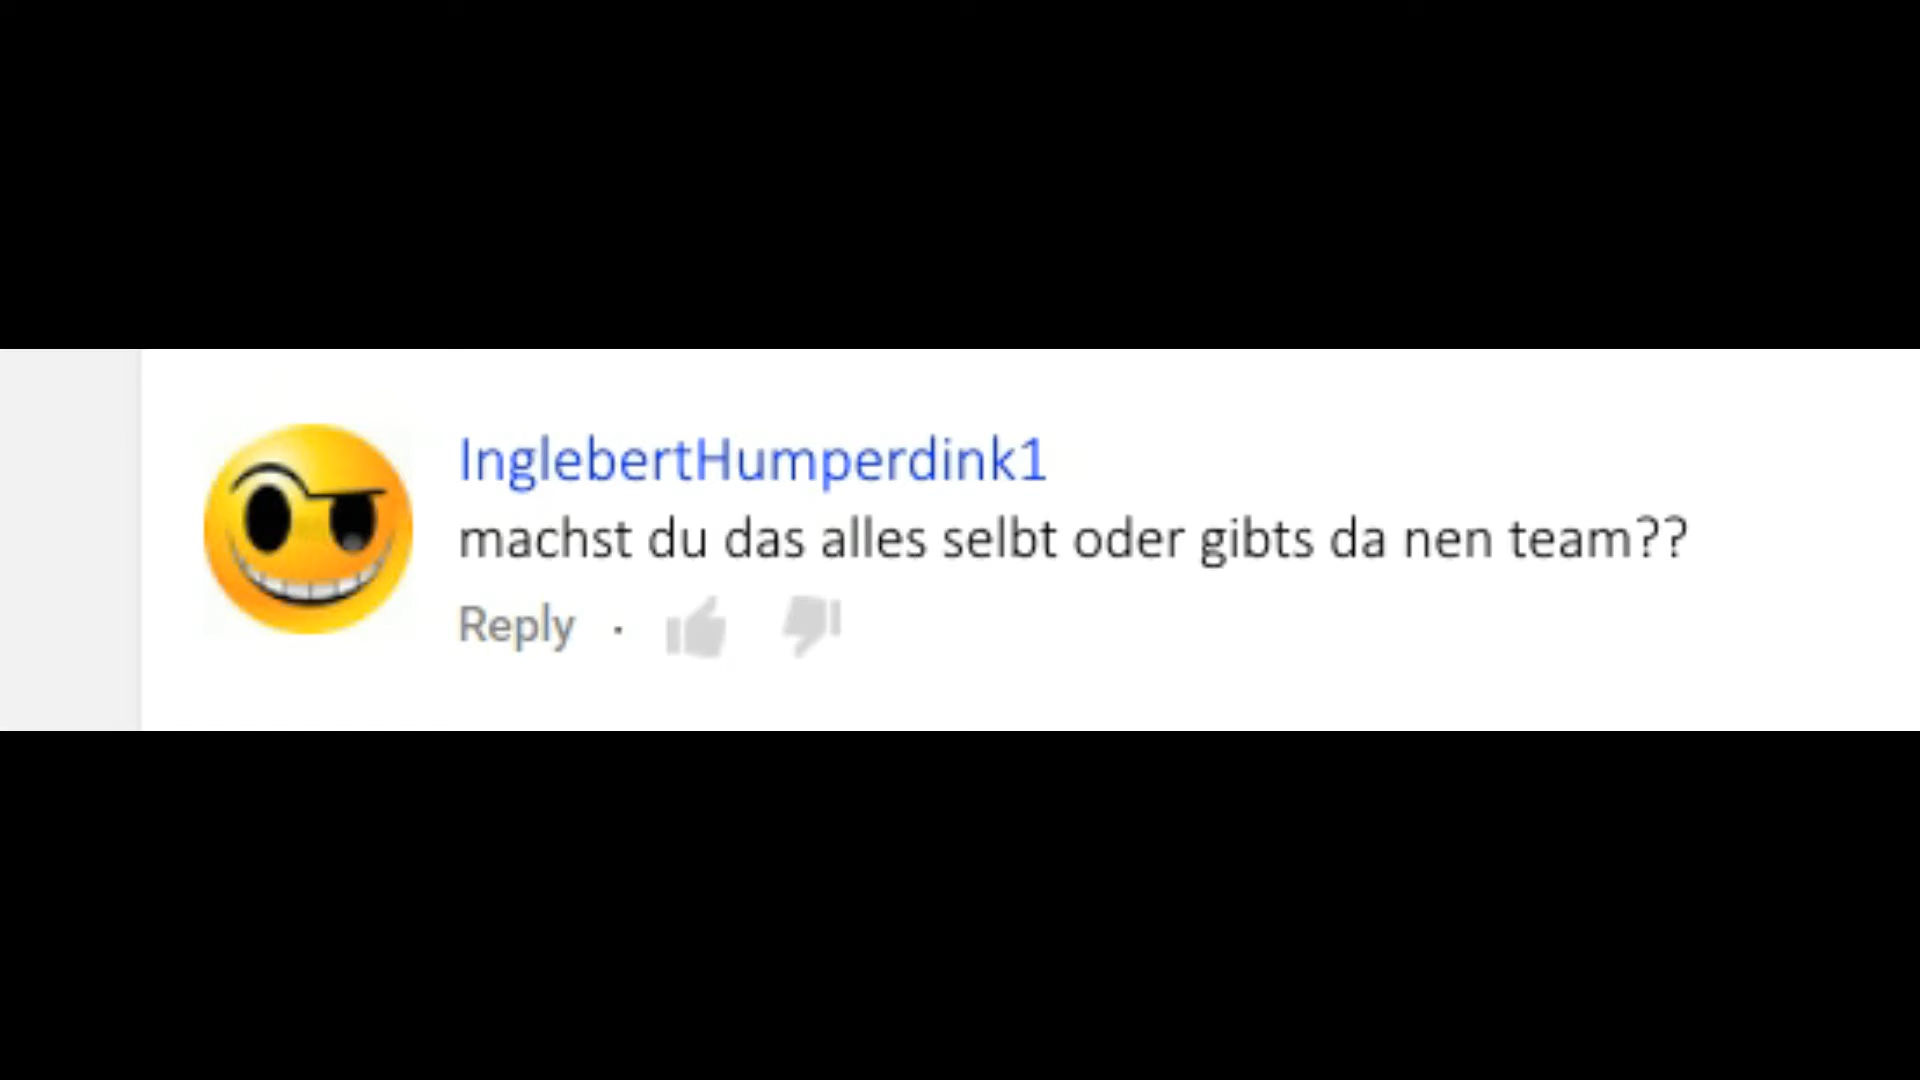 InglebertHumperdink1
machst du das alles selbt oder gibts da nen team??
Reply ·